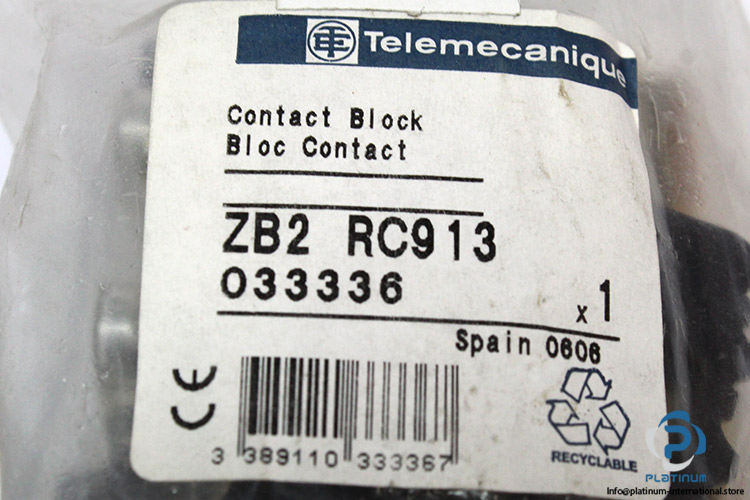 Telemecanique
Contact Block
Bloc Contact
ZB2 RC913
033336
x 1
Spain 0606
CE
3 389110 333367
RECYCLABLE
PLATINUM
Info@platinum-international.store